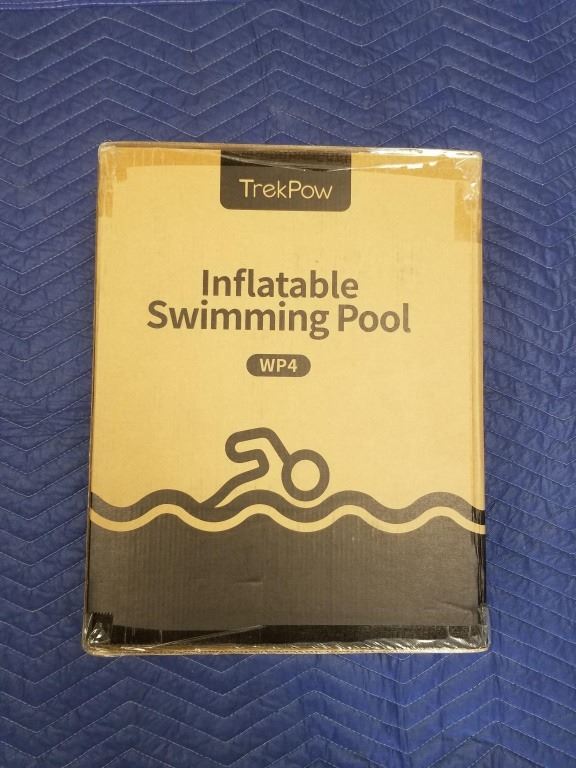 TrekPow
Inflatable
Swimming Pool
WP4